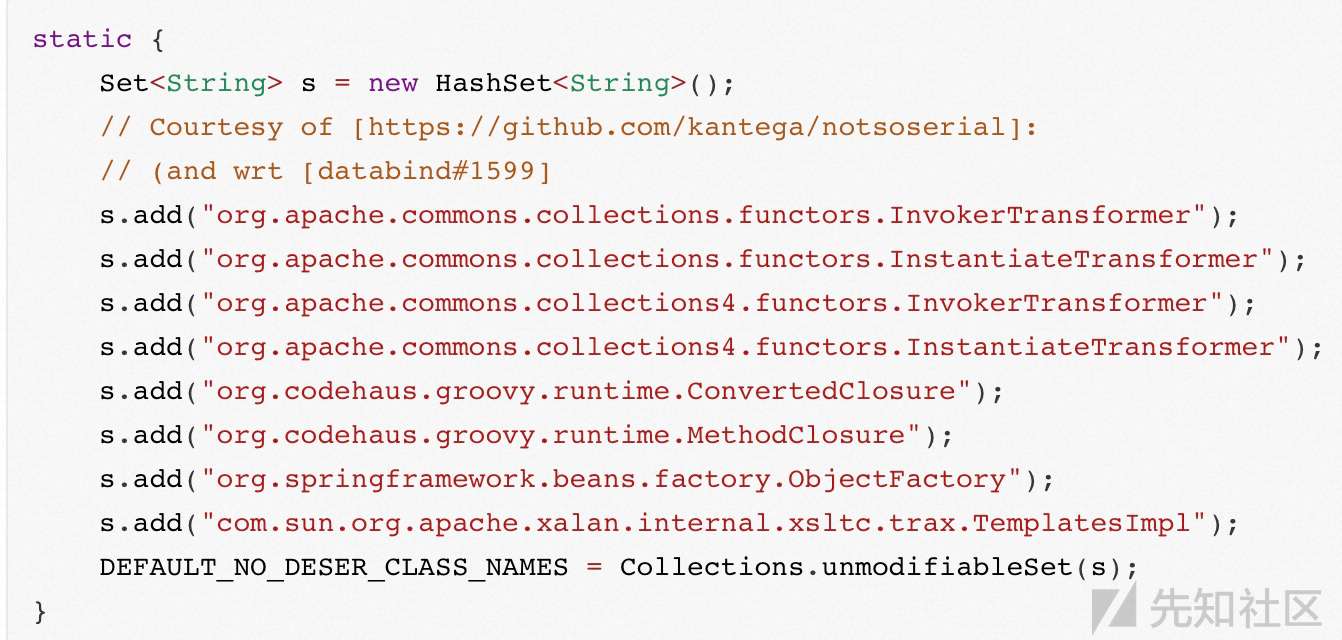 static {
    Set<String> s = new HashSet<String>();
    // Courtesy of [https://github.com/kantega/notsoserial]:
    // (and wrt [databind#1599]
    s.add("org.apache.commons.collections.functors.InvokerTransformer");
    s.add("org.apache.commons.collections.functors.InstantiateTransformer");
    s.add("org.apache.commons.collections4.functors.InvokerTransformer");
    s.add("org.apache.commons.collections4.functors.InstantiateTransformer");
    s.add("org.codehaus.groovy.runtime.ConvertedClosure");
    s.add("org.codehaus.groovy.runtime.MethodClosure");
    s.add("org.springframework.beans.factory.ObjectFactory");
    s.add("com.sun.org.apache.xalan.internal.xsltc.trax.TemplatesImpl");
    DEFAULT_NO_DESER_CLASS_NAMES = Collections.unmodifiableSet(s);
}
先知社区